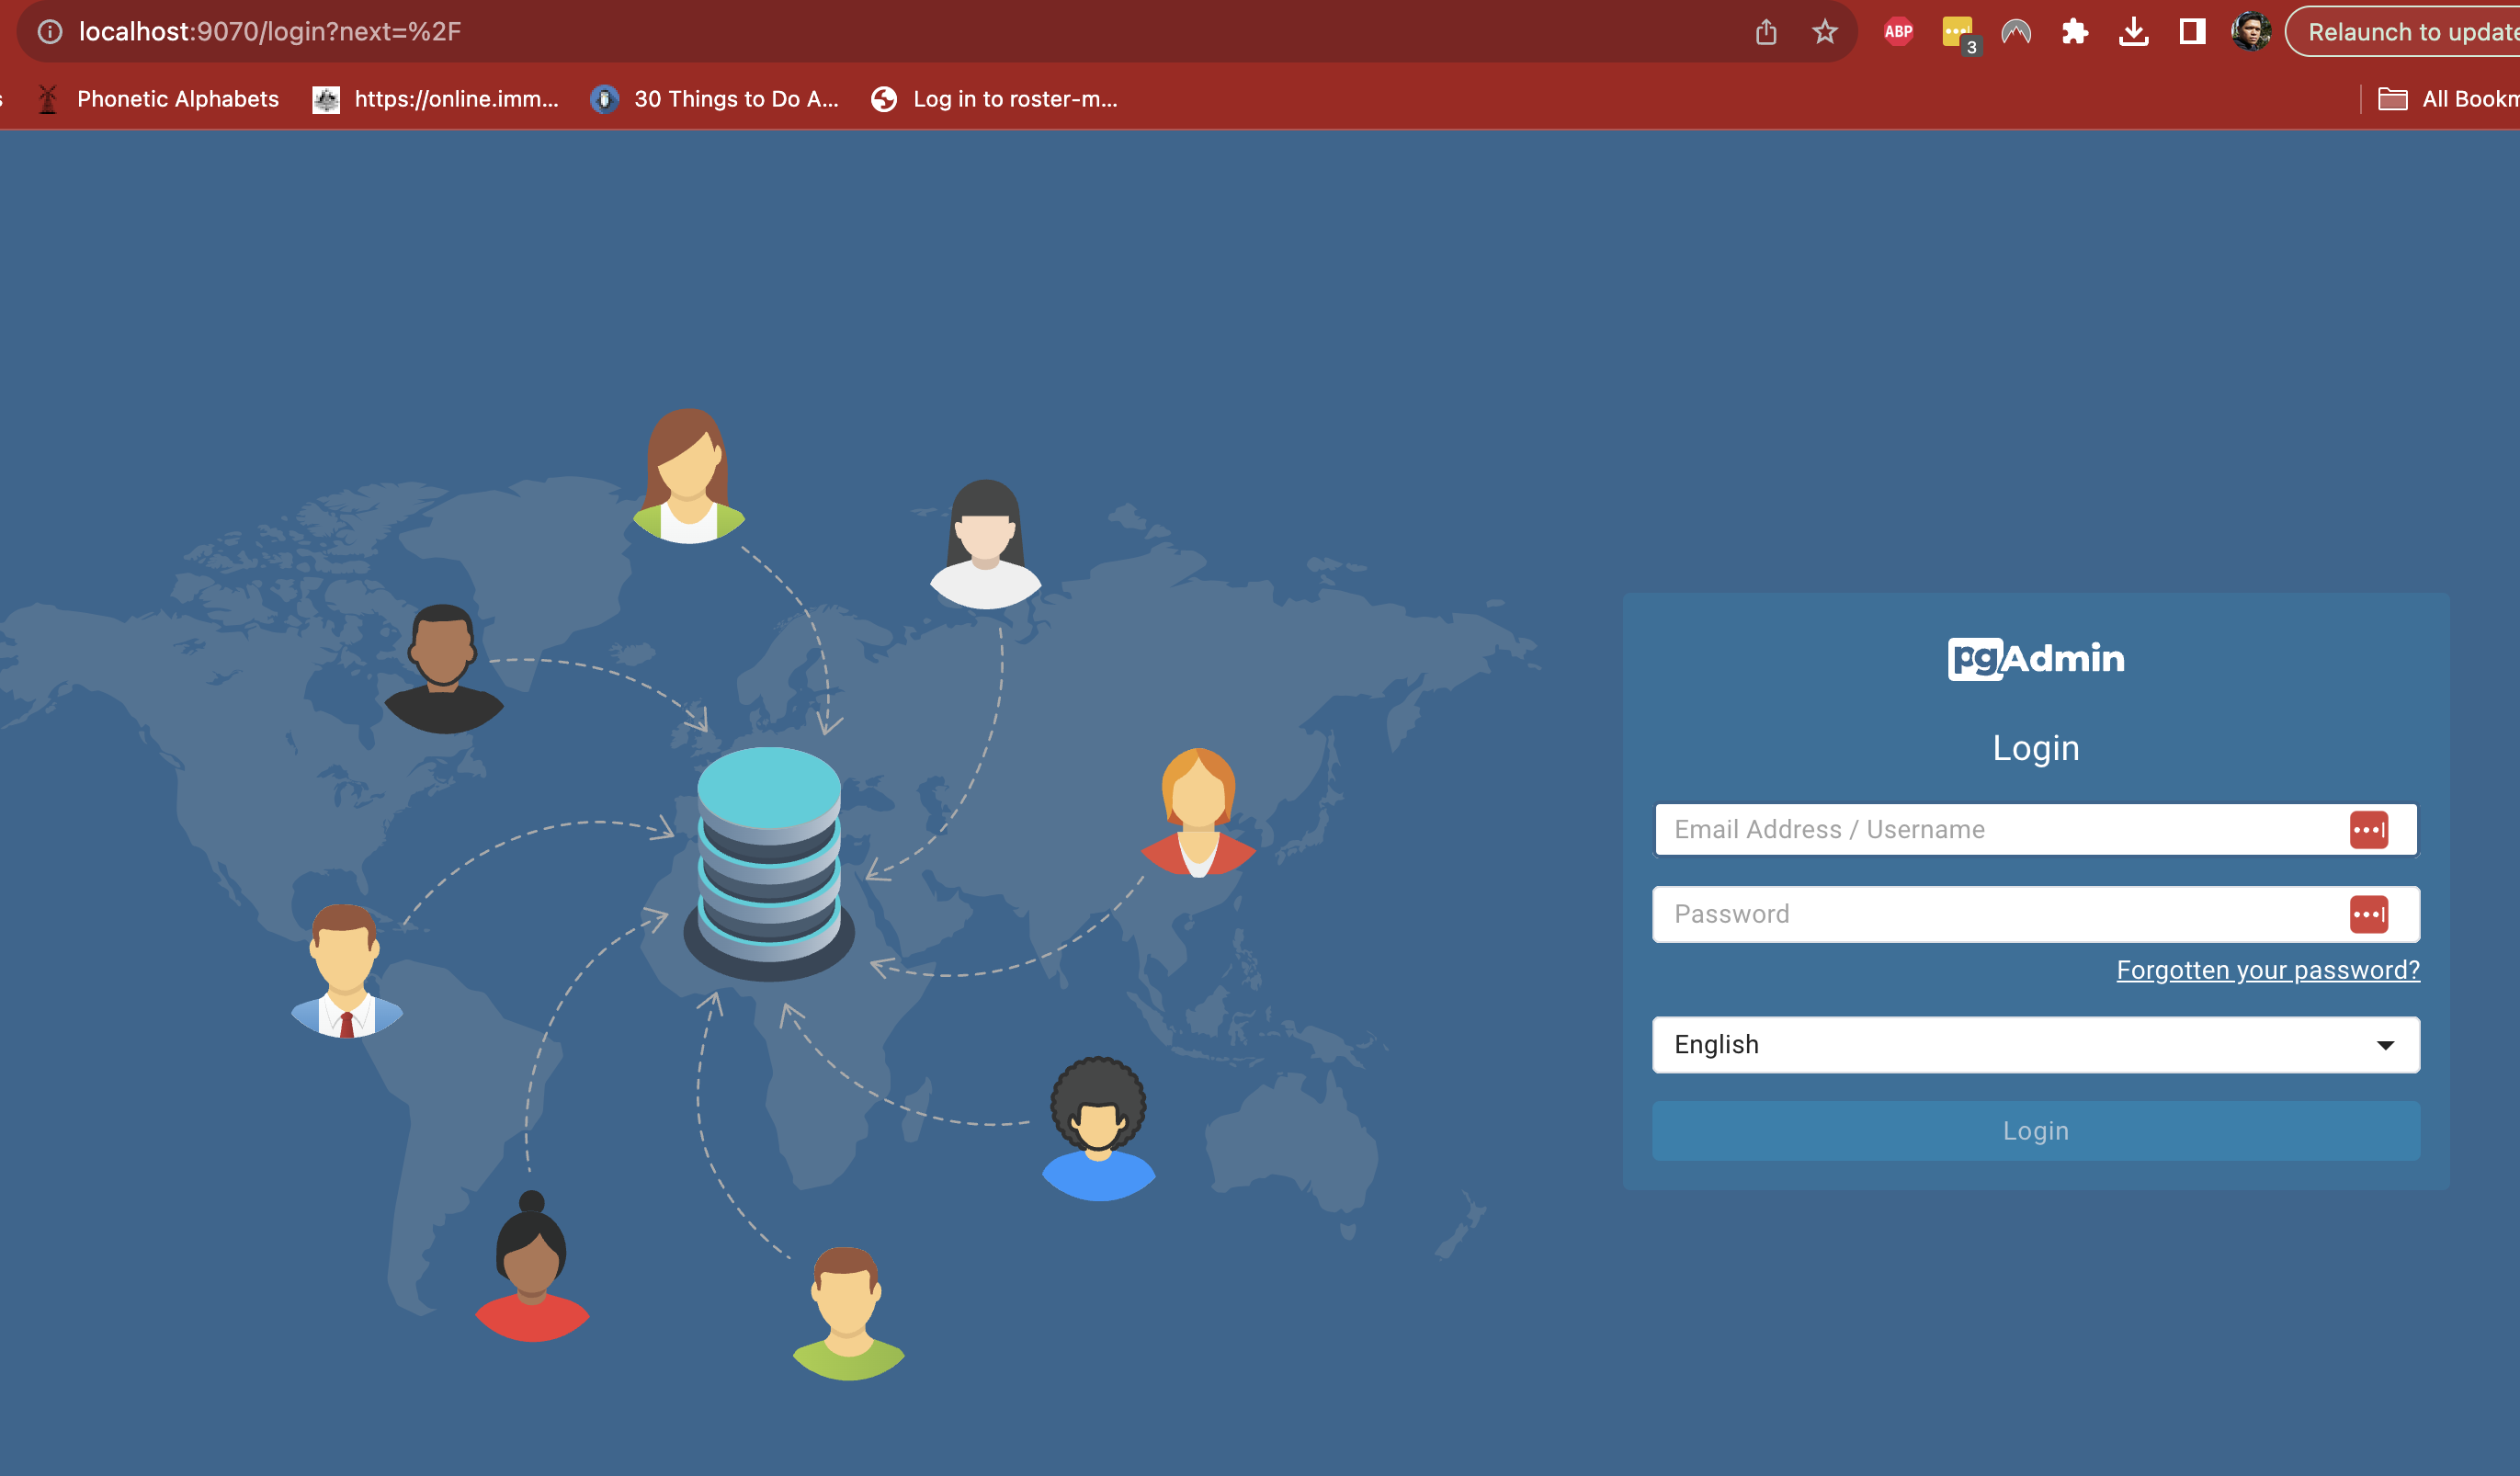 localhost:9070/login?next=%2F
ABP
3
Relaunch to update
s Phonetic Alphabets https://online.imm... 30 Things to Do A... Log in to roster-m... All Bookm
pgAdmin
Login
Email Address / Username
Password
Forgotten your password?
English
Login